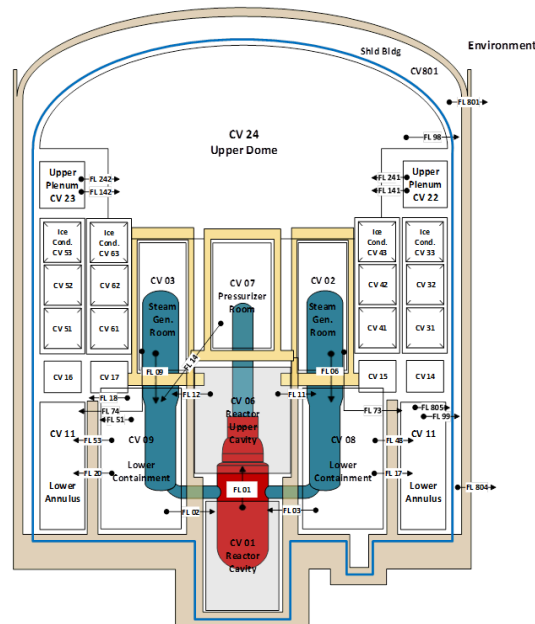 Shld Bldg
Environment
CV801
FL 801
CV 24
Upper Dome
FL 98
Upper
Plenum
CV 23
FL 242
FL 142
FL 241
FL 141
Upper
Plenum
CV 22
Ice
Cond.
CV 53
Ice
Cond.
CV 63
Ice
Cond.
CV 43
Ice
Cond.
CV 33
CV 03
CV 07
Pressurizer
Room
CV 02
CV 52
CV 62
Steam
Gen.
Room
Steam
Gen.
Room
CV 42
CV 32
CV 51
CV 61
CV 41
CV 31
FL 14
FL 09
FL 06
CV 16
CV 17
CV 15
CV 14
FL 18
FL 12
CV 06
Reactor
Upper
Cavity
FL 11
FL 74
FL 51
FL 73
FL 805
FL 99
CV 11
FL 53
CV 09
CV 08
FL 48
CV 11
Lower
Containment
Lower
Containment
FL 20
FL 17
Lower
Annulus
FL 01
Lower
Annulus
FL 804
FL 02
FL 03
CV 01
Reactor
Cavity